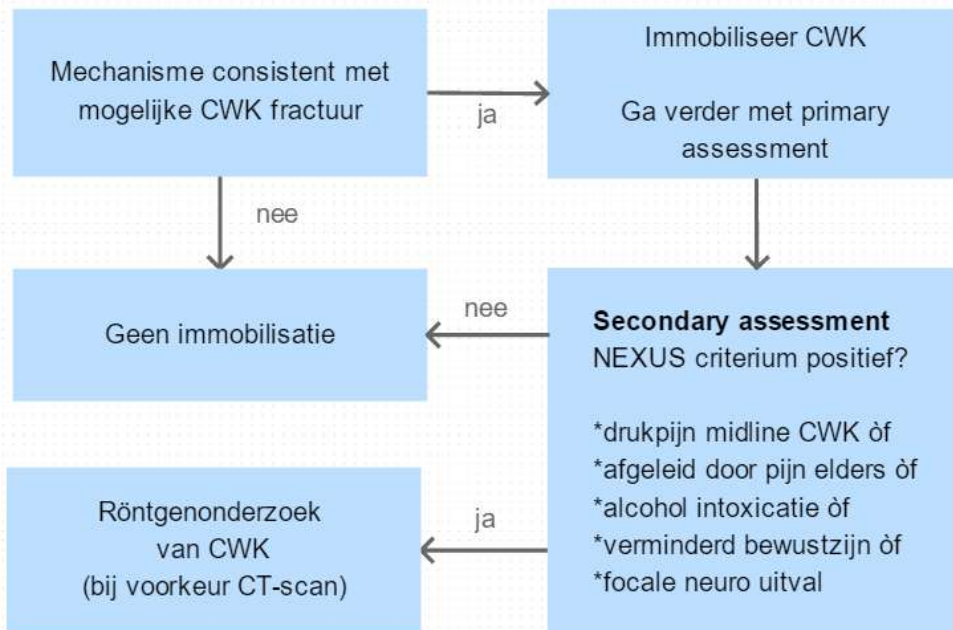 Mechanisme consistent met
mogelijke CWK fractuur
ja
Immobiliseer CWK
Ga verder met primary
assessment
nee
Geen immobilisatie
nee
Secondary assessment
NEXUS criterium positief?
*drukpijn midline CWK òf
*afgeleid door pijn elders òf
*alcohol intoxicatie òf
*verminderd bewustzijn òf
*focale neuro uitval
ja
Röntgenonderzoek
van CWK
(bij voorkeur CT-scan)